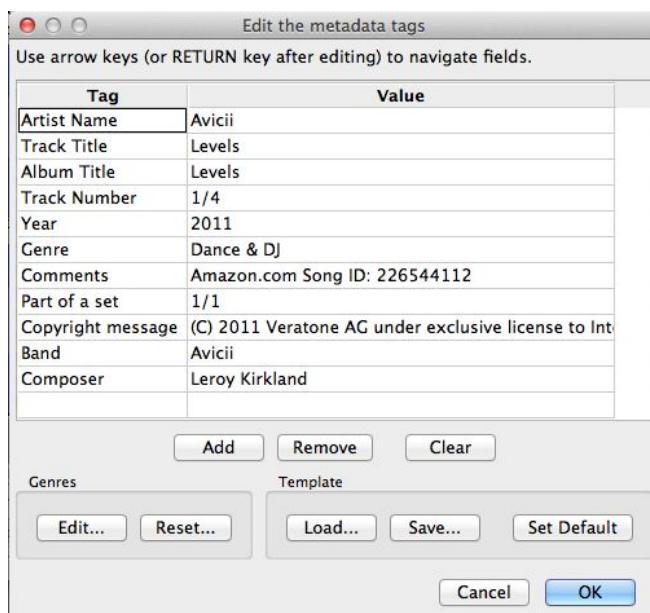 Edit the metadata tags
Use arrow keys (or RETURN key after editing) to navigate fields.
Tag Value
Artist Name Avicii
Track Title Levels
Album Title Levels
Track Number 1/4
Year 2011
Genre Dance & DJ
Comments Amazon.com Song ID: 226544112
Part of a set 1/1
Copyright message (C) 2011 Veratone AG under exclusive license to Int
Band Avicii
Composer Leroy Kirkland
Add Remove Clear
Genres Template
Edit... Reset... Load... Save... Set Default
Cancel OK